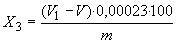 X₃ = (V₁ − V)·0,00023·100 / m